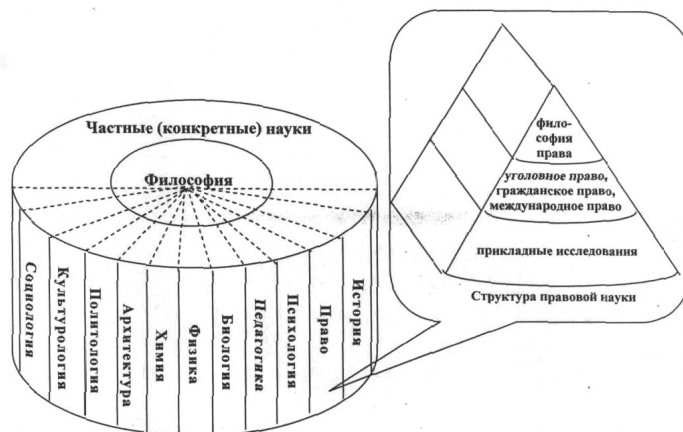 Частные (конкретные) науки
Философия
Социология
Культурология
Политология
Архитектура
Химия
Физика
Биология
Педагогика
Психология
Право
История
фило-
софия
права
уголовное право,
гражданское право,
международное право
прикладные исследования
Структура правовой науки